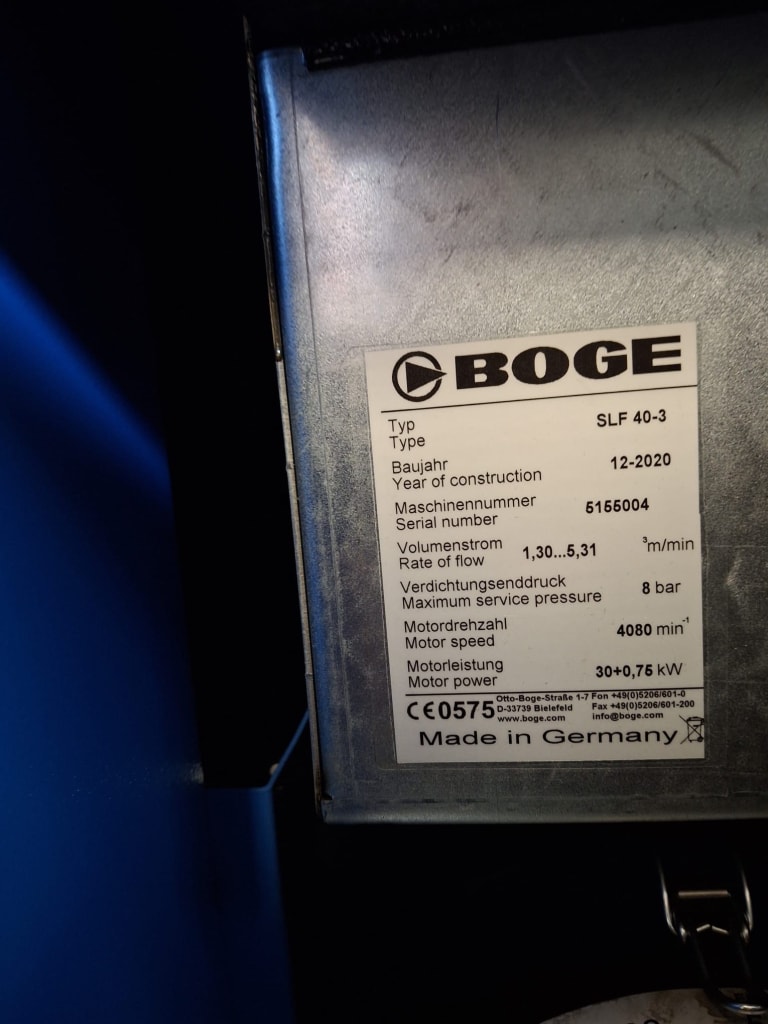 BOGE
Typ
Type
SLF 40-3
Baujahr
Year of construction
12-2020
Maschinennummer
Serial number
5155004
Volumenstrom
Rate of flow
1,30...5,31 ³m/min
Verdichtungsenddruck
Maximum service pressure
8 bar
Motordrehzahl
Motor speed
4080 min⁻¹
Motorleistung
Motor power
30+0,75 kW
CE0575
Otto-Boge-Straße 1-7 Fon +49(0)5206/601-0
D-33739 Bielefeld Fax +49(0)5206/601-200
www.boge.com info@boge.com
Made in Germany